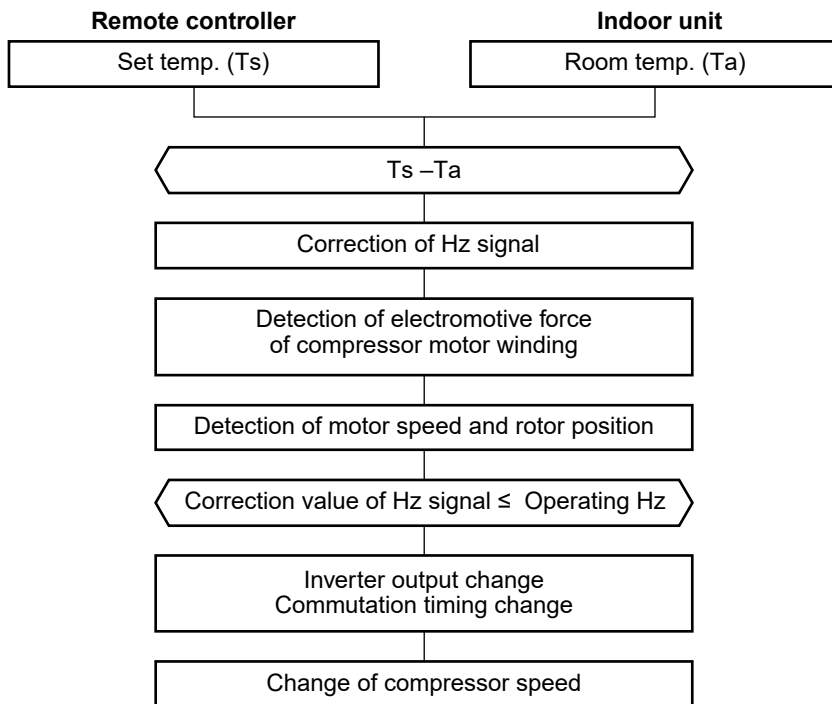 Remote controller
Indoor unit
Set temp. (Ts)
Room temp. (Ta)
Ts –Ta
Correction of Hz signal
Detection of electromotive force
of compressor motor winding
Detection of motor speed and rotor position
Correction value of Hz signal ≤ Operating Hz
Inverter output change
Commutation timing change
Change of compressor speed